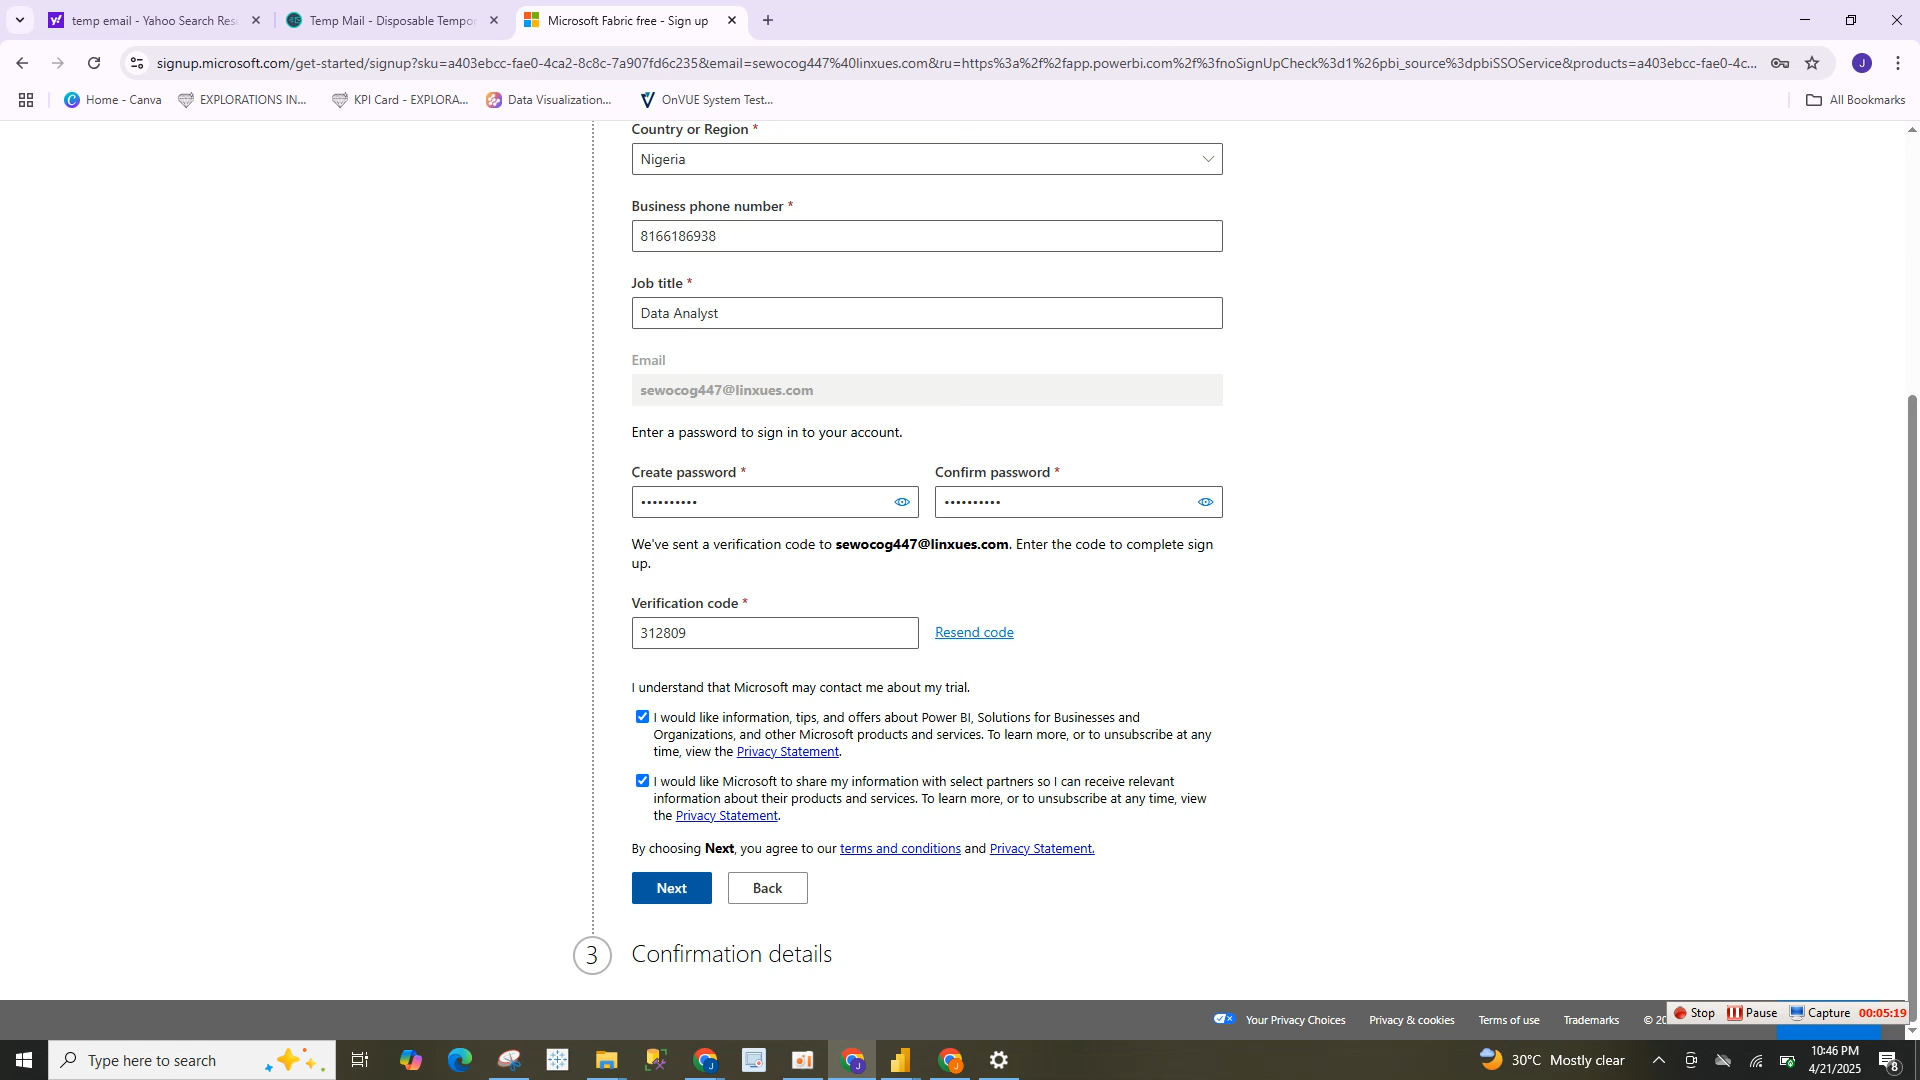 temp email - Yahoo Search Res
Temp Mail - Disposable Tempor
Microsoft Fabric free - Sign up
signup.microsoft.com/get-started/signup?sku=a403ebcc-fae0-4ca2-8c8c-7a907fd6c235&email=sewocog447%40linxues.com&ru=https%3a%2f%2fapp.powerbi.com%2f%3fnoSignUpCheck%3d1%26pbi_source%3dpbiSSOService&products=a403ebcc-fae0-4c...
J
Home - Canva
EXPLORATIONS IN...
KPI Card - EXPLORA...
Data Visualization...
OnVUE System Test...
All Bookmarks
Country or Region *
Nigeria
Business phone number *
8166186938
Job title *
Data Analyst
Email
sewocog447@linxues.com
Enter a password to sign in to your account.
Create password *
Confirm password *
••••••••••
••••••••••
We've sent a verification code to sewocog447@linxues.com. Enter the code to complete sign
up.
Verification code *
312809
Resend code
I understand that Microsoft may contact me about my trial.
I would like information, tips, and offers about Power BI, Solutions for Businesses and
Organizations, and other Microsoft products and services. To learn more, or to unsubscribe at any
time, view the Privacy Statement.
I would like Microsoft to share my information with select partners so I can receive relevant
information about their products and services. To learn more, or to unsubscribe at any time, view
the Privacy Statement.
By choosing Next, you agree to our terms and conditions and Privacy Statement.
Next
Back
3
Confirmation details
Your Privacy Choices
Privacy & cookies
Terms of use
Trademarks
© 20
Stop
Pause
Capture
00:05:19
Type here to search
30°C Mostly clear
10:46 PM
4/21/2025
8